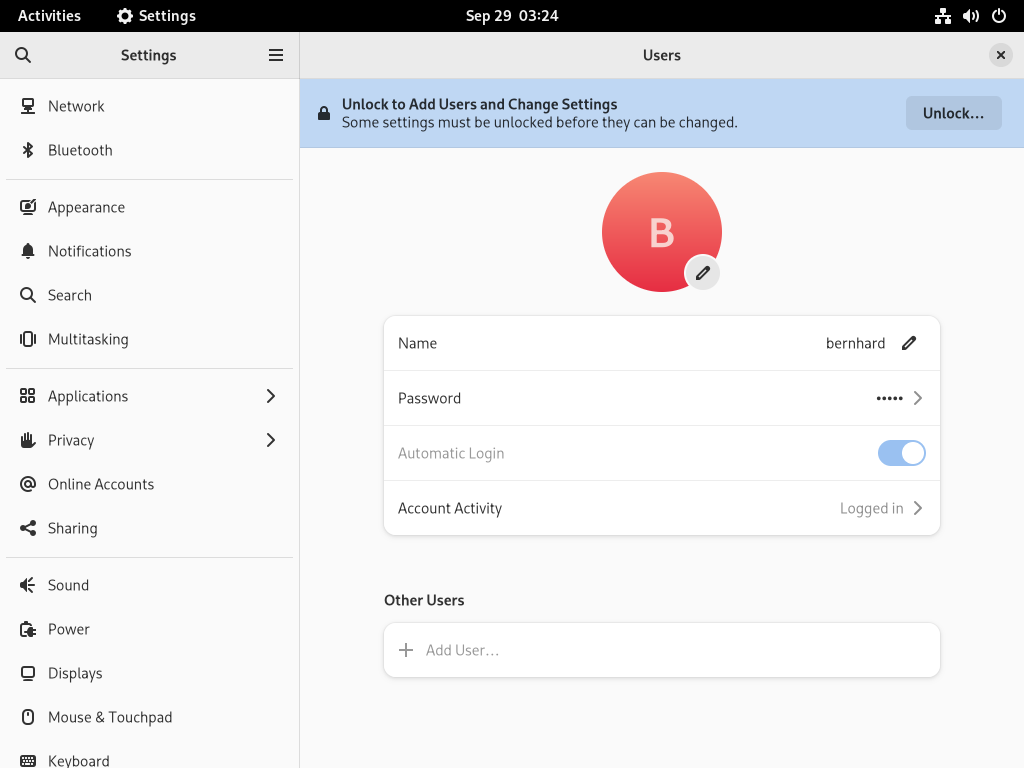 Activities
Settings
Sep 29 03:24
Settings
Users
Network
Bluetooth
Appearance
Notifications
Search
Multitasking
Applications
Privacy
Online Accounts
Sharing
Sound
Power
Displays
Mouse & Touchpad
Keyboard
Unlock to Add Users and Change Settings
Some settings must be unlocked before they can be changed.
Unlock…
B
Name
bernhard
Password
•••••
Automatic Login
Account Activity
Logged in
Other Users
Add User…